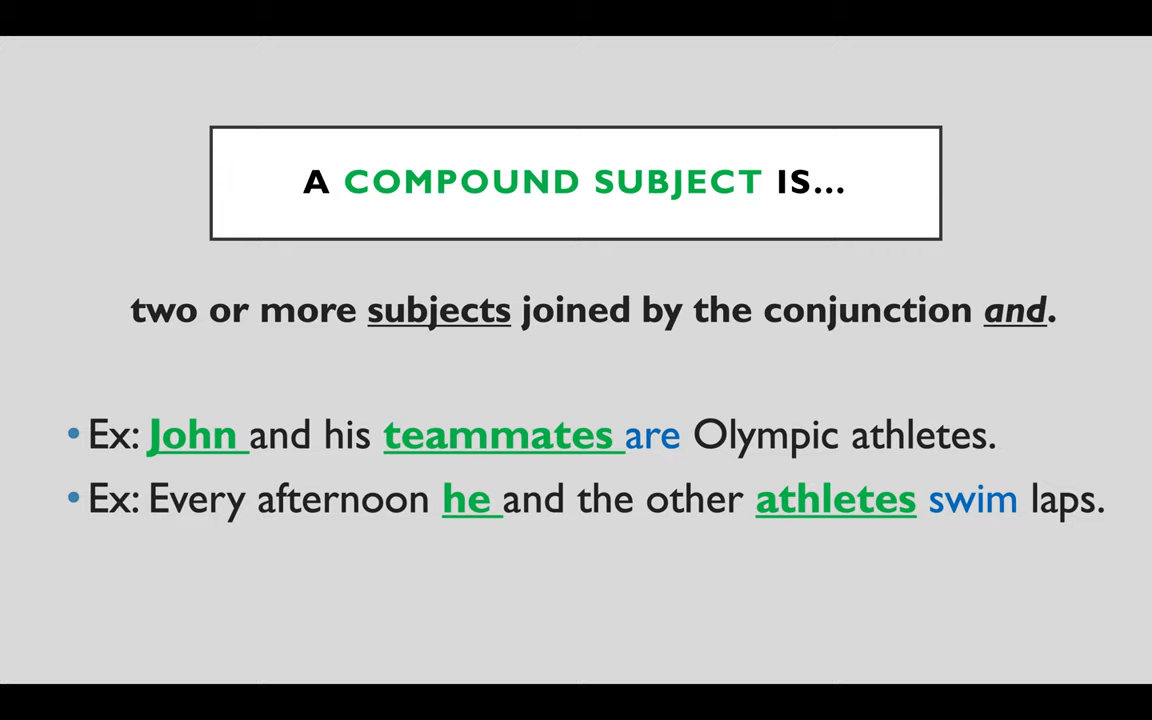 A COMPOUND SUBJECT IS...
two or more subjects joined by the conjunction and.
• Ex: John and his teammates are Olympic athletes.
• Ex: Every afternoon he and the other athletes swim laps.